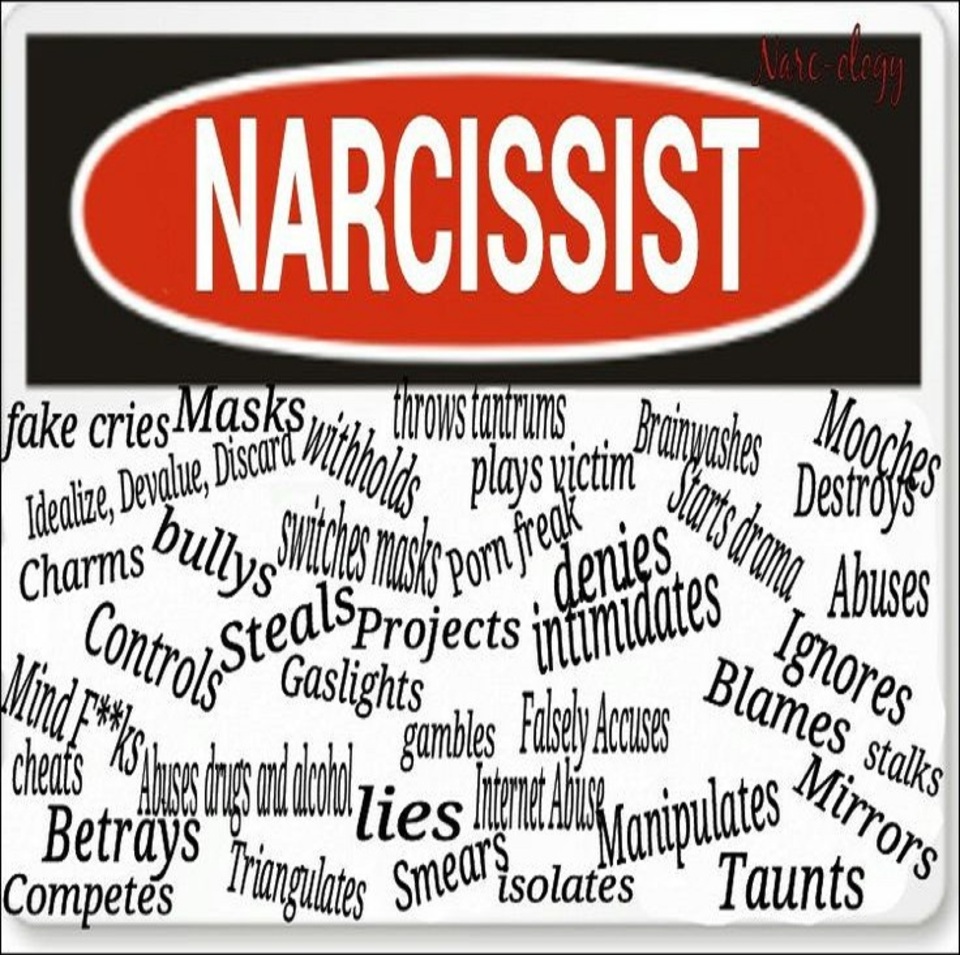 Narc-ology
NARCISSIST
fake cries
Masks
throws tantrums
Brainwashes
Mooches
Idealize, Devalue, Discard
withholds
plays victim
Destroys
Starts drama
Charms
bullys
switches masks
Porn freak
denies
Abuses
Controls
Steals
Projects
intimidates
Ignores
Mind F**ks
Gaslights
Blames
gambles
Falsely Accuses
stalks
cheats
Abuses drugs and alcohol
lies
Internet Abuse
Manipulates
Mirrors
Betrays
Triangulates
Smears
isolates
Taunts
Competes